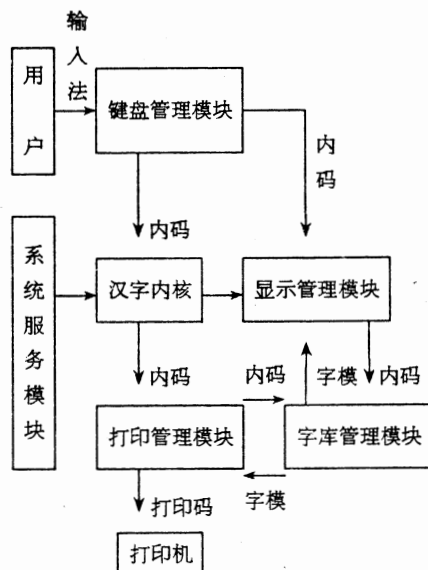 输入法
用户
键盘管理模块
内码
内码
系统服务模块
汉字内核
显示管理模块
内码
内码
字模
内码
打印管理模块
字库管理模块
打印码
字模
打印机